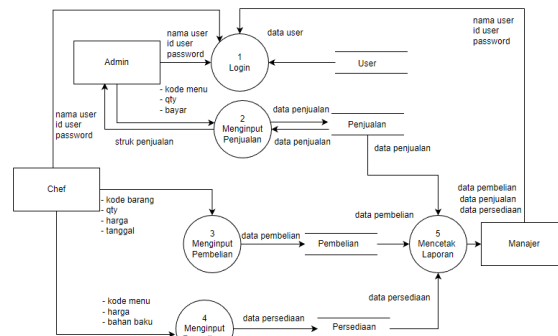 nama user
id user
password
data user
nama user
id user
password
Admin
1
Login
User
- kode menu
- qty
- bayar
nama user
id user
password
struk penjualan
2
Menginput
Penjualan
data penjualan
data penjualan
Penjualan
data penjualan
Chef
- kode barang
- qty
- harga
- tanggal
data pembelian
data penjualan
data persediaan
3
Menginput
Pembelian
data pembelian
Pembelian
data pembelian
5
Mencetak
Laporan
Manajer
- kode menu
- harga
- bahan baku
4
Menginput
data persediaan
Persediaan
data persediaan